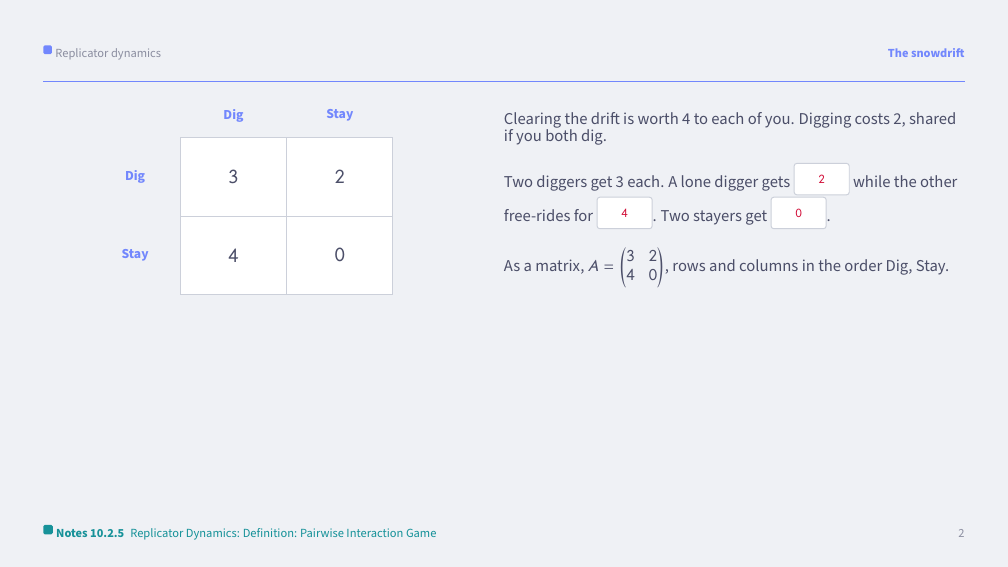 Replicator dynamics
The snowdrift
Dig Stay
Dig 3 2
Stay 4 0
Clearing the drift is worth 4 to each of you. Digging costs 2, shared
if you both dig.
Two diggers get 3 each. A lone digger gets 2 while the other
free-rides for 4. Two stayers get 0.
As a matrix, A = (3 2
4 0), rows and columns in the order Dig, Stay.
Notes 10.2.5 Replicator Dynamics: Definition: Pairwise Interaction Game
2